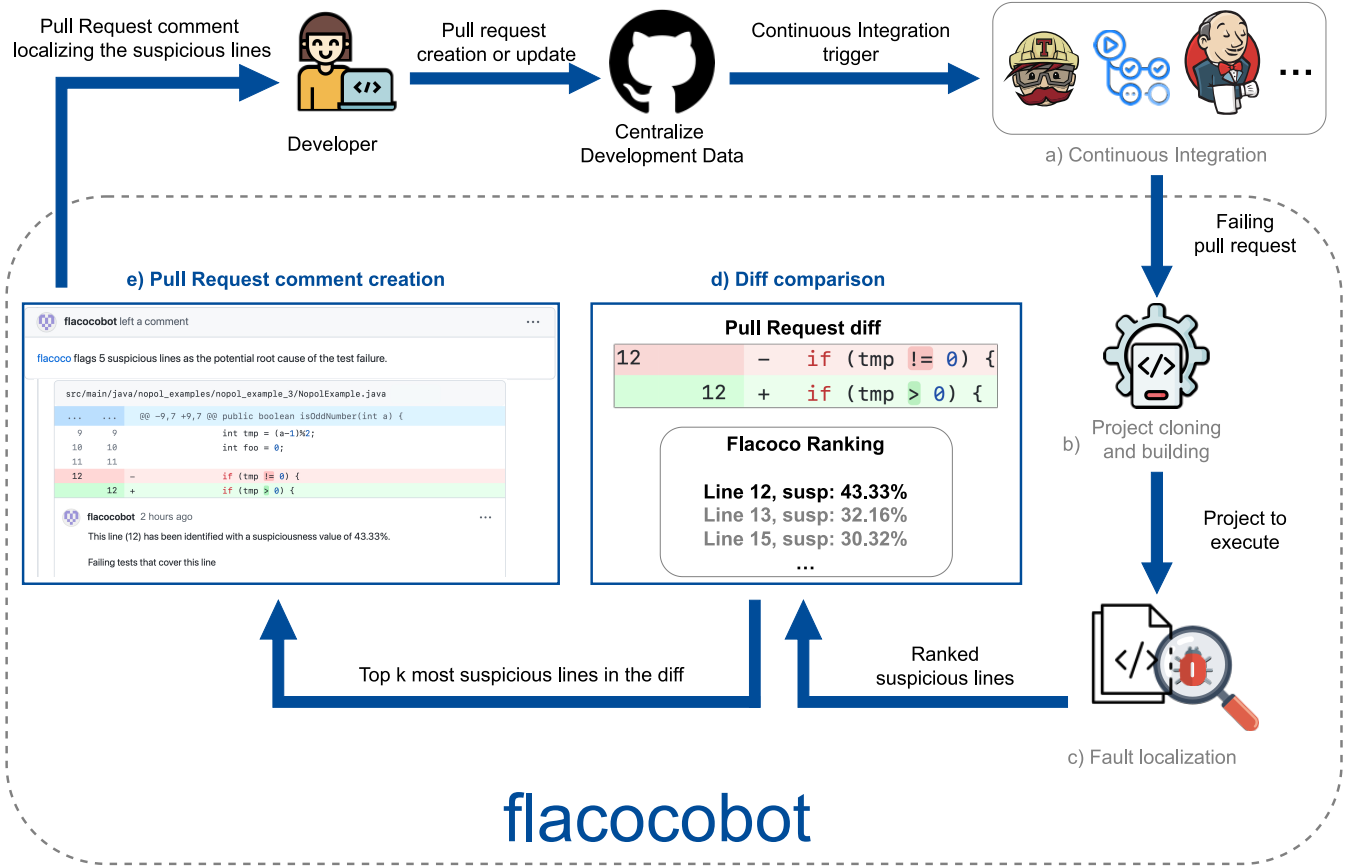 Pull Request comment
localizing the suspicious lines
Developer
Pull request
creation or update
Centralize
Development Data
Continuous Integration
trigger
T
...
a) Continuous Integration
Failing
pull request
b) Project cloning
and building
</>
Project to
execute
</>
c) Fault localization
Ranked
suspicious lines
d) Diff comparison
Pull Request diff
12 - if (tmp != 0) {
12 + if (tmp > 0) {
Flacoco Ranking
Line 12, susp: 43.33%
Line 13, susp: 32.16%
Line 15, susp: 30.32%
...
Top k most suspicious lines in the diff
e) Pull Request comment creation
flacocobot left a comment ...
flacoco flags 5 suspicious lines as the potential root cause of the test failure.
src/main/java/nopol_examples/nopol_example_3/NopolExample.java
... ... @@ -9,7 +9,7 @@ public boolean isOddNumber(int a) {
9 9 int tmp = (a-1)%2;
10 10 int foo = 0;
11 11
12 - if (tmp != 0) {
12 + if (tmp > 0) {
flacocobot 2 hours ago ...
This line (12) has been identified with a suspiciousness value of 43.33%.
Failing tests that cover this line
</>
flacocobot